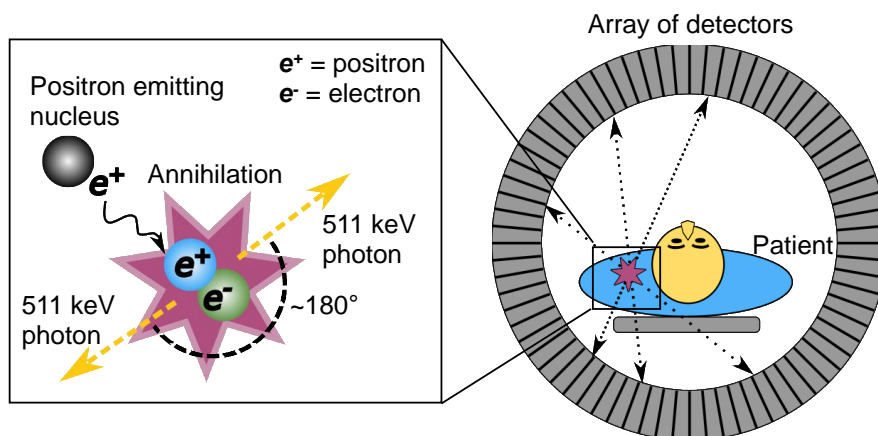 Array of detectors
e⁺ = positron
e⁻ = electron
Positron emitting
nucleus
e⁺
Annihilation
511 keV
photon
e⁺
e⁻
~180°
511 keV
photon
Patient